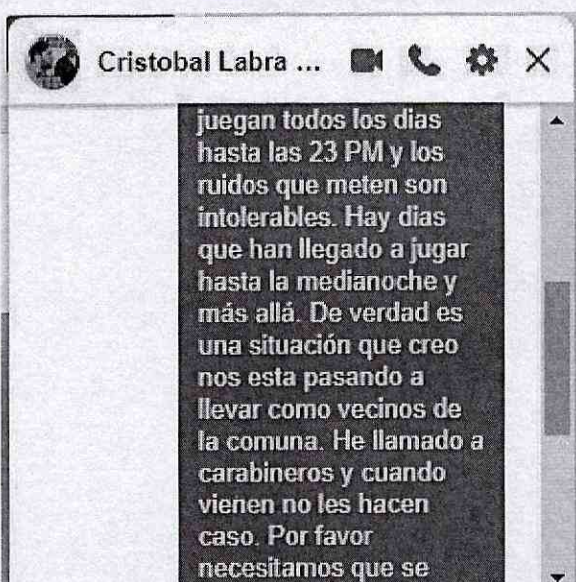 Cristobal Labra ...
juegan todos los dias
hasta las 23 PM y los
ruidos que meten son
intolerables. Hay dias
que han llegado a jugar
hasta la medianoche y
más allá. De verdad es
una situación que creo
nos esta pasando a
llevar como vecinos de
la comuna. He llamado a
carabineros y cuando
vienen no les hacen
caso. Por favor
necesitamos que se